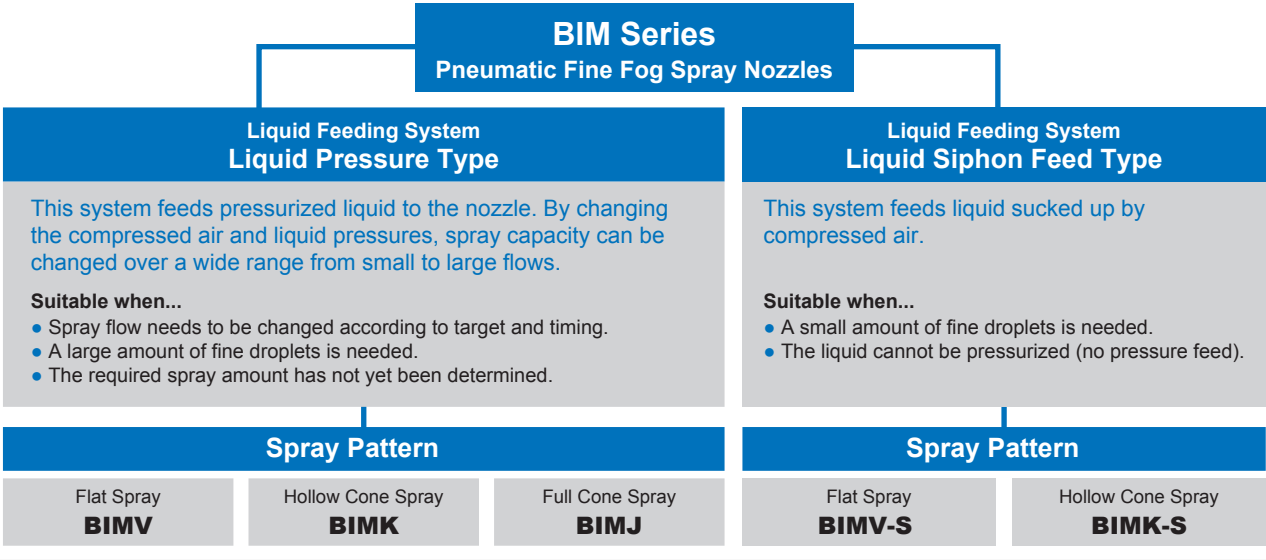 BIM Series
Pneumatic Fine Fog Spray Nozzles
Liquid Feeding System
Liquid Pressure Type
This system feeds pressurized liquid to the nozzle. By changing
the compressed air and liquid pressures, spray capacity can be
changed over a wide range from small to large flows.
Suitable when...
● Spray flow needs to be changed according to target and timing.
● A large amount of fine droplets is needed.
● The required spray amount has not yet been determined.
Spray Pattern
Flat Spray
BIMV
Hollow Cone Spray
BIMK
Full Cone Spray
BIMJ
Liquid Feeding System
Liquid Siphon Feed Type
This system feeds liquid sucked up by
compressed air.
Suitable when...
● A small amount of fine droplets is needed.
● The liquid cannot be pressurized (no pressure feed).
Spray Pattern
Flat Spray
BIMV-S
Hollow Cone Spray
BIMK-S